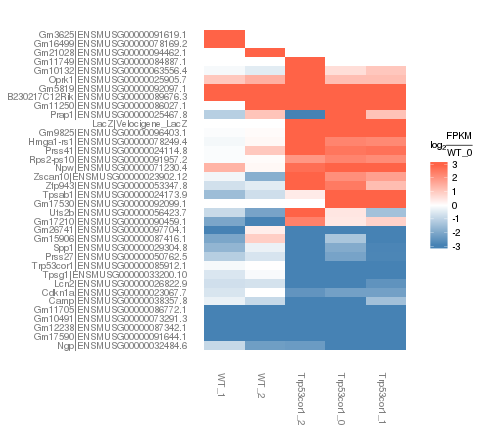 Gm3625|ENSMUSG00000091619.1
Gm16499|ENSMUSG00000078169.2
Gm21028|ENSMUSG00000094462.1
Gm11749|ENSMUSG00000084887.1
Gm10132|ENSMUSG00000063556.4
Oprk1|ENSMUSG00000025905.7
Gm5819|ENSMUSG00000092097.1
B230217C12Rik|ENSMUSG00000089676.3
Gm11250|ENSMUSG00000086027.1
Prap1|ENSMUSG00000025467.8
LacZ|Velocigene_LacZ
Gm9825|ENSMUSG00000096403.1
Hmga1-rs1|ENSMUSG00000078249.4
Prss41|ENSMUSG00000024114.8
Rps2-ps10|ENSMUSG00000091957.2
Npw|ENSMUSG00000071230.4
Zscan10|ENSMUSG00000023902.12
Zfp943|ENSMUSG00000053347.8
Tpsab1|ENSMUSG00000024173.9
Gm17530|ENSMUSG00000092099.1
Uts2b|ENSMUSG00000056423.7
Gm17210|ENSMUSG00000090459.1
Gm26741|ENSMUSG00000097704.1
Gm15906|ENSMUSG00000087416.1
Spp1|ENSMUSG00000029304.8
Prss27|ENSMUSG00000050762.5
Trp53cor1|ENSMUSG00000085912.1
Tpsg1|ENSMUSG00000033200.10
Lcn2|ENSMUSG00000026822.9
Cdkn1a|ENSMUSG00000023067.7
Camp|ENSMUSG00000038357.8
Gm11705|ENSMUSG00000086772.1
Gm10491|ENSMUSG00000073291.3
Gm12238|ENSMUSG00000087342.1
Gm17590|ENSMUSG00000091644.1
Ngp|ENSMUSG00000032484.6
WT_1
WT_2
Trp53cor1_2
Trp53cor1_0
Trp53cor1_1
log2 FPKM
WT_0
3
2
1
0
-1
-2
-3